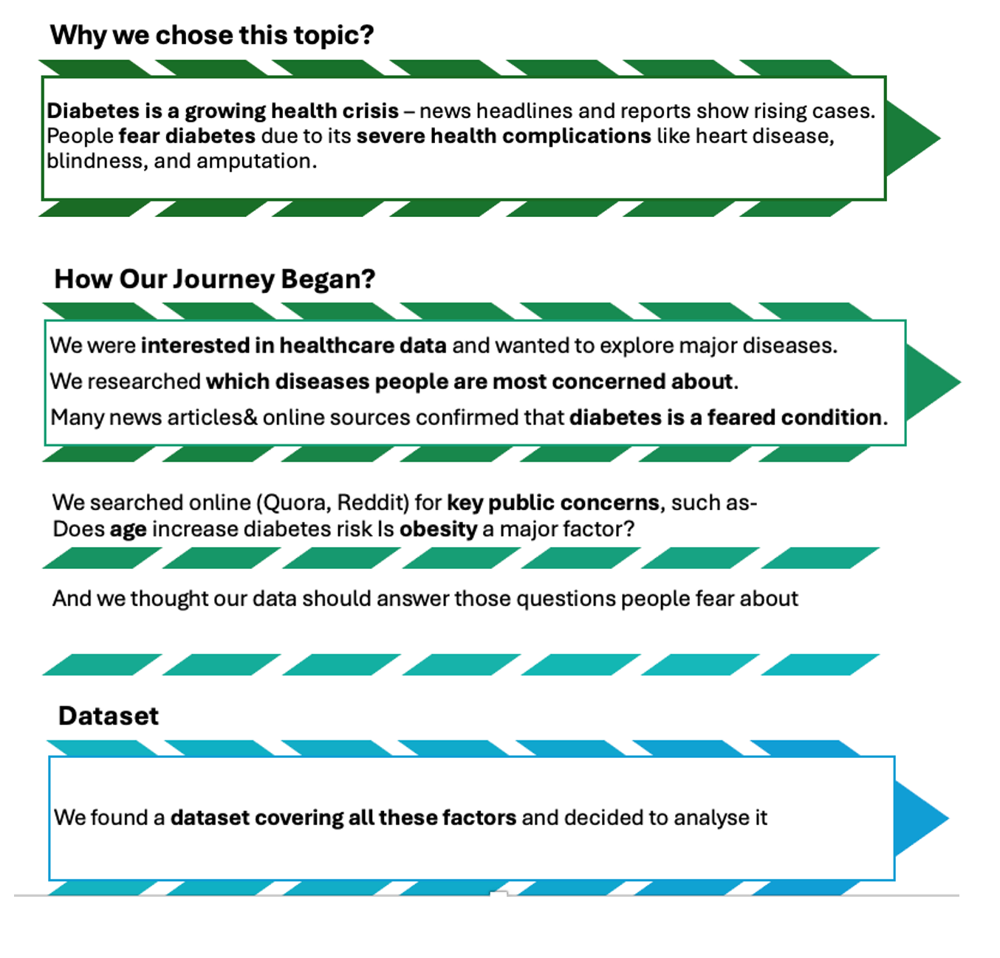 Why we chose this topic?
Diabetes is a growing health crisis – news headlines and reports show rising cases.
People fear diabetes due to its severe health complications like heart disease,
blindness, and amputation.
How Our Journey Began?
We were interested in healthcare data and wanted to explore major diseases.
We researched which diseases people are most concerned about.
Many news articles& online sources confirmed that diabetes is a feared condition.
We searched online (Quora, Reddit) for key public concerns, such as-
Does age increase diabetes risk Is obesity a major factor?
And we thought our data should answer those questions people fear about
Dataset
We found a dataset covering all these factors and decided to analyse it